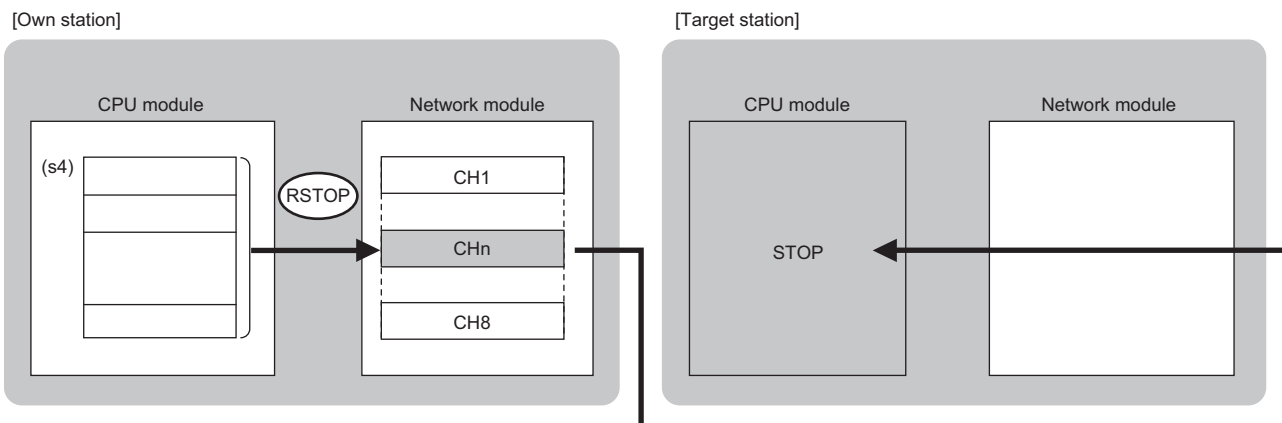 [Own station]
CPU module
Network module
(s4)
RSTOP
CH1
CHn
CH8
[Target station]
CPU module
Network module
STOP